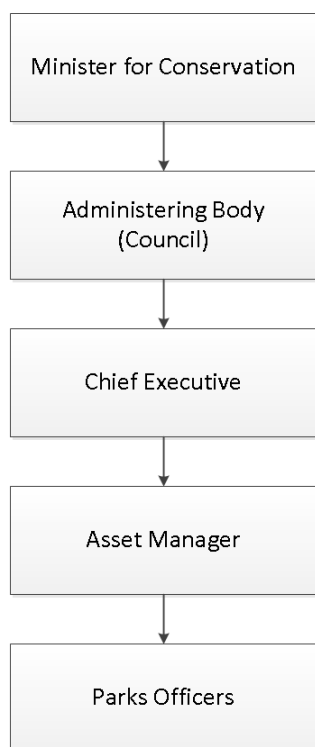 Minister for Conservation
Administering Body
(Council)
Chief Executive
Asset Manager
Parks Officers